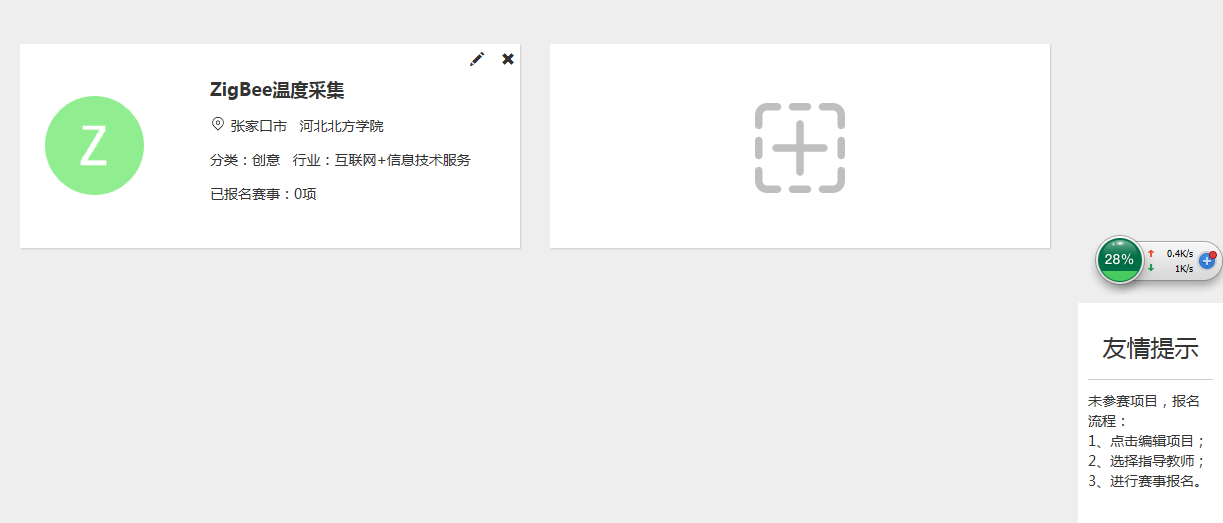 Z
ZigBee温度采集
张家口市 河北北方学院
分类：创意 行业：互联网+信息技术服务
已报名赛事：0项
28%
0.4K/s
1K/s
友情提示
未参赛项目，报名
流程：
1、点击编辑项目；
2、选择指导教师；
3、进行赛事报名。